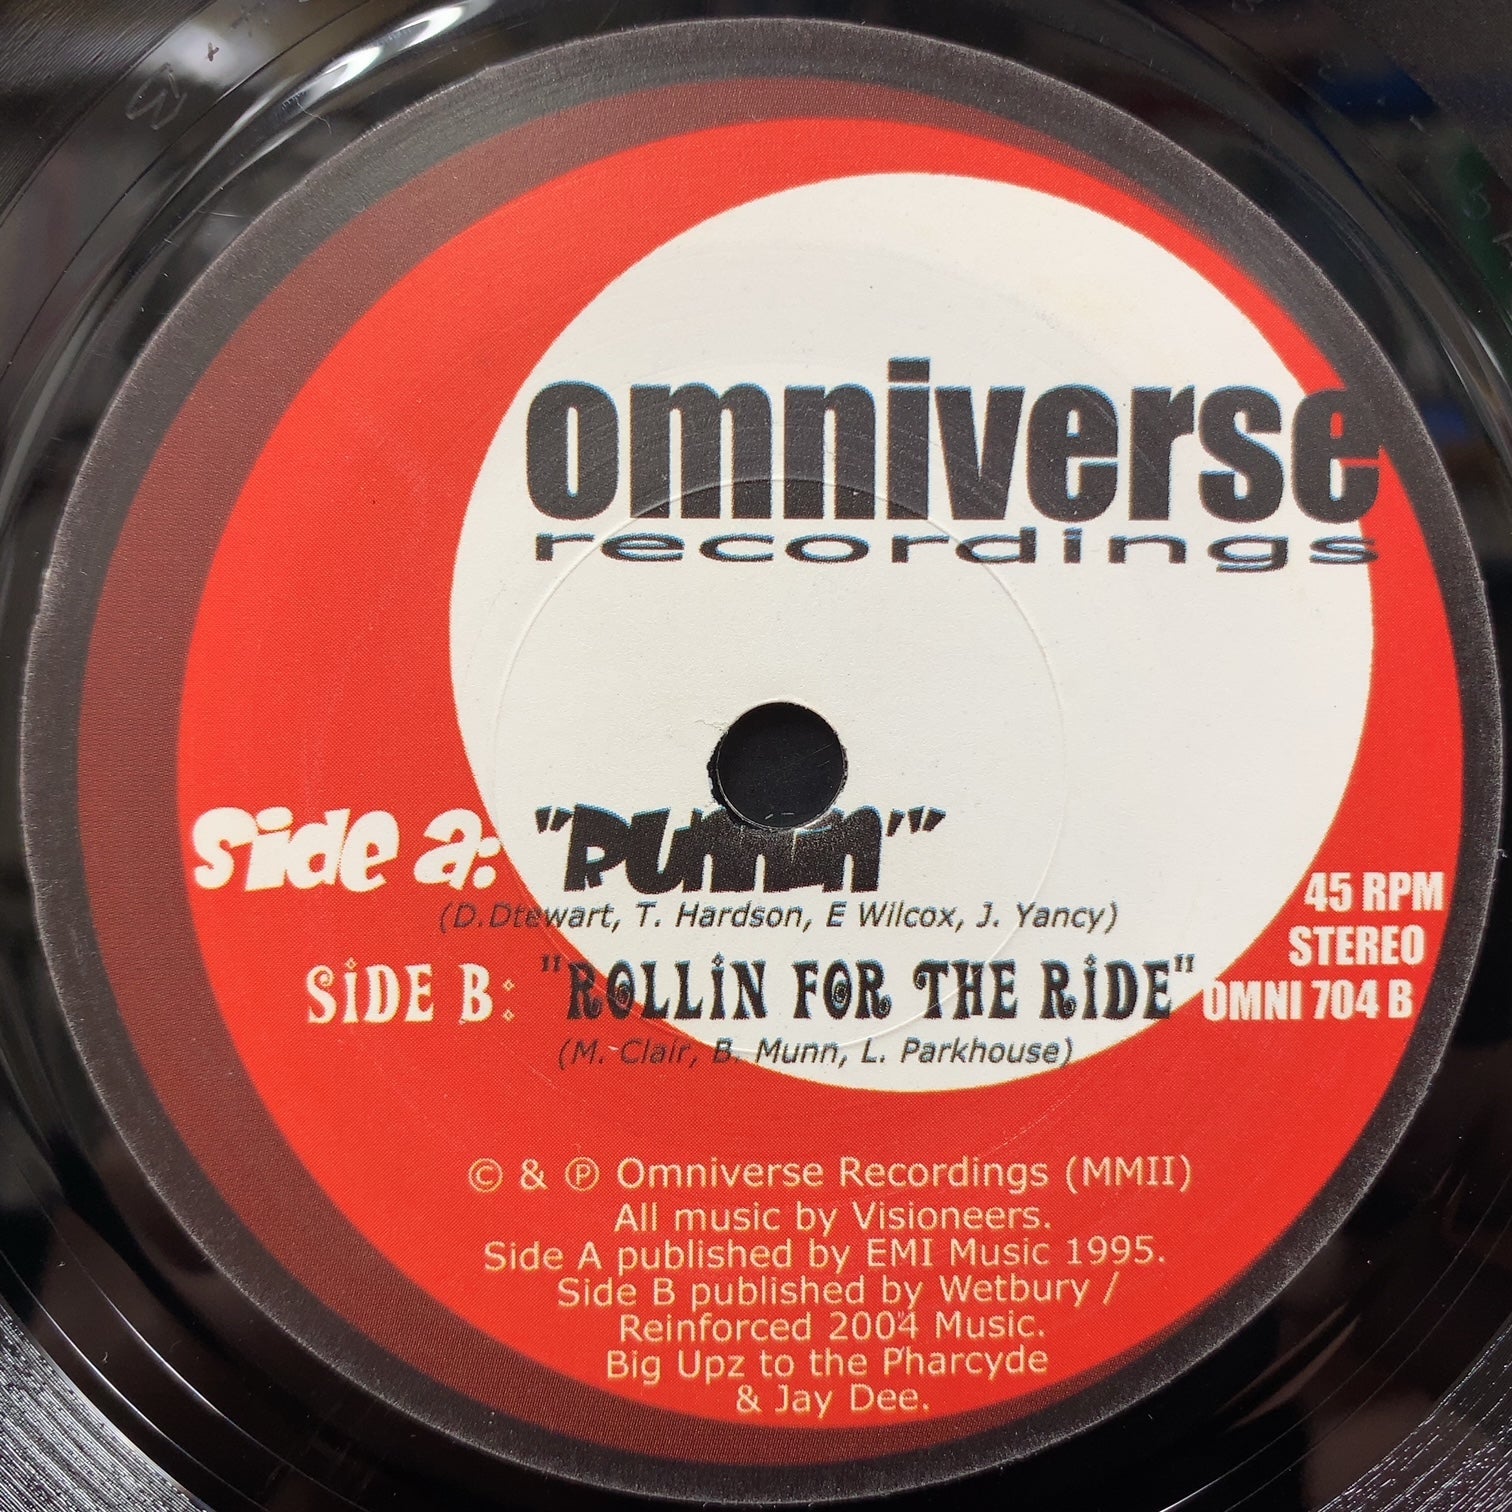 omniverse
recordings
Side a: "Runnin'"
(D.Dtewart, T. Hardson, E Wilcox, J. Yancy)
45 RPM
STEREO
SiDE B: "ROLLiN FOR THE RiDE"
OMNI 704 B
(M. Clair, B. Munn, L. Parkhouse)
© & ℗ Omniverse Recordings (MMII)
All music by Visioneers.
Side A published by EMI Music 1995.
Side B published by Wetbury /
Reinforced 2004 Music.
Big Upz to the Pharcyde
& Jay Dee.